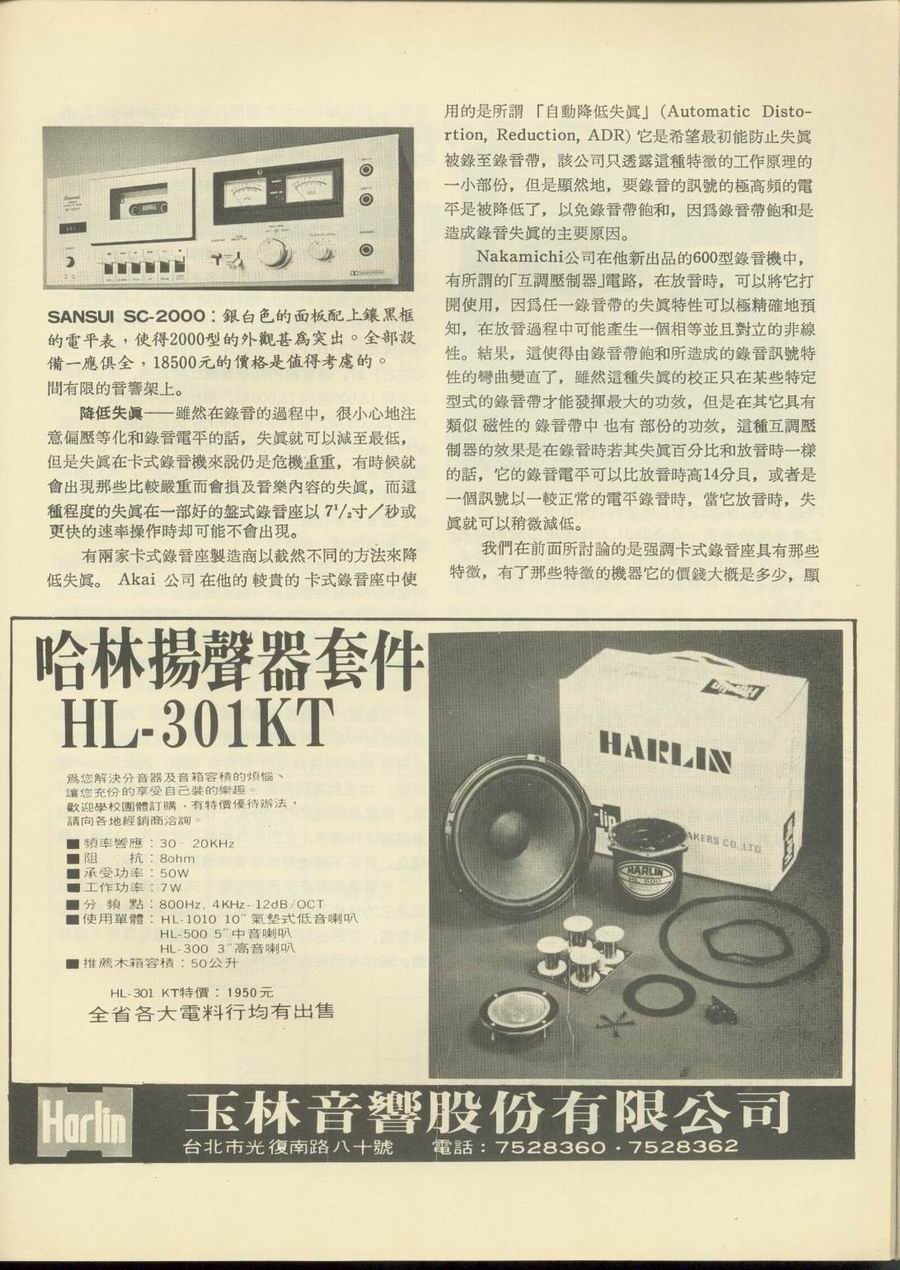 SANSUI SC-2000：銀白色的面板配上鑲黑框
的電平表，使得2000型的外觀甚爲突出。全部設
備一應俱全，18500元的價格是值得考慮的。
間有限的音響架上。
降低失眞——雖然在錄音的過程中，很小心地注
意偏壓等化和錄音電平的話，失眞就可以減至最低，
但是失眞在卡式錄音機來說仍是危機重重，有時候就
會出現那些比較嚴重而會損及音樂內容的失眞，而這
種程度的失眞在一部好的盤式錄音座以 7¹/₂寸／秒或
更快的速率操作時却可能不會出現。
有兩家卡式錄音座製造商以截然不同的方法來降
低失眞。 Akai 公司在他的較貴的卡式錄音座中使
用的是所謂「自動降低失眞」(Automatic Disto-
rtion, Reduction, ADR) 它是希望最初能防止失眞
被錄至錄音帶，該公司只透露這種特徵的工作原理的
一小部份，但是顯然地，要錄音的訊號的極高頻的電
平是被降低了，以免錄音帶飽和，因爲錄音帶飽和是
造成錄音失眞的主要原因。
Nakamichi公司在他新出品的600型錄音機中，
有所謂的「互調壓制器」電路，在放音時，可以將它打
開使用，因爲任一錄音帶的失眞特性可以極精確地預
知，在放音過程中可能產生一個相等並且對立的非線
性。結果，這使得由錄音帶飽和所造成的錄音訊號特
性的彎曲變直了，雖然這種失眞的校正只在某些特定
型式的錄音帶才能發揮最大的功效，但是在其它具有
類似 磁性的 錄音帶中 也有 部份的功效，這種互調壓
制器的效果是在錄音時若其失眞百分比和放音時一樣
的話，它的錄音電平可以比放音時高14分貝，或者是
一個訊號以一較正常的電平錄音時，當它放音時，失
眞就可以稍微減低。
我們在前面所討論的是强調卡式錄音座具有那些
特徵，有了那些特徵的機器它的價錢大槪是多少，顯
哈林揚聲器套件
HL-301KT
爲您解決分音器及音箱容積的煩惱、
讓您充份的享受自己裝的樂趣。
歡迎學校團體訂購，有特價優待辦法，
請向各地經銷商洽詢。
■頻率響應：30~20KHz
■阻　　抗：8ohm
■承受功率：50W
■工作功率：7W
■分 頻 點：800Hz, 4KHz-12dB/OCT
■使用單體：HL-1010 10″氣墊式低音喇叭
HL-500 5″中音喇叭
HL-300 3″高音喇叭
■推薦木箱容積：50公升
HL-301 KT特價：1950元
全省各大電料行均有出售
HARLIN
AKERS CO.,LTD.
HARLIN
HL-500
Harlin
玉林音響股份有限公司
台北市光復南路八十號　電話：7528360・7528362